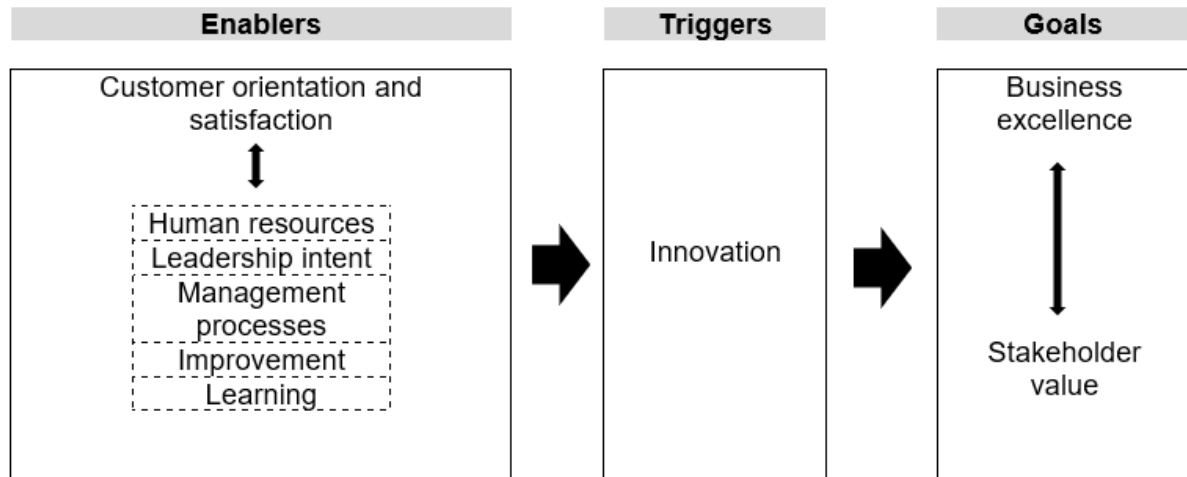 Enablers
Triggers
Goals
Customer orientation and
satisfaction
Human resources
Leadership intent
Management
processes
Improvement
Learning
Innovation
Business
excellence
Stakeholder
value